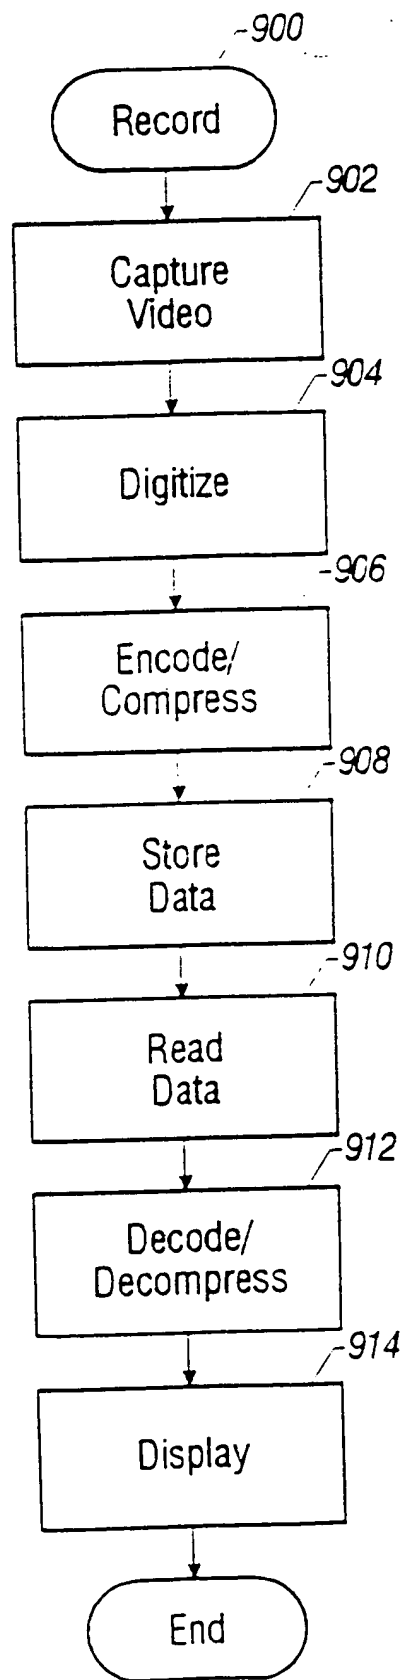 900
Record
902
Capture
Video
904
Digitize
906
Encode/
Compress
908
Store
Data
910
Read
Data
912
Decode/
Decompress
914
Display
End